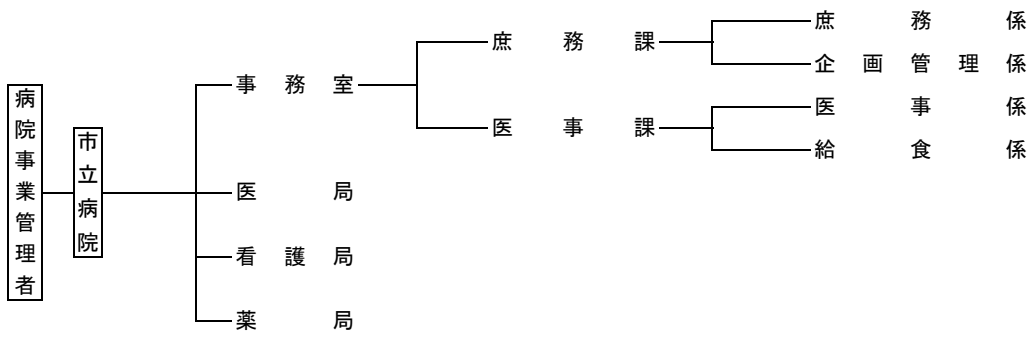 病院事業管理者
市立病院
事務室
庶務課
庶務係
企画管理係
医事課
医事係
給食係
医局
看護局
薬局